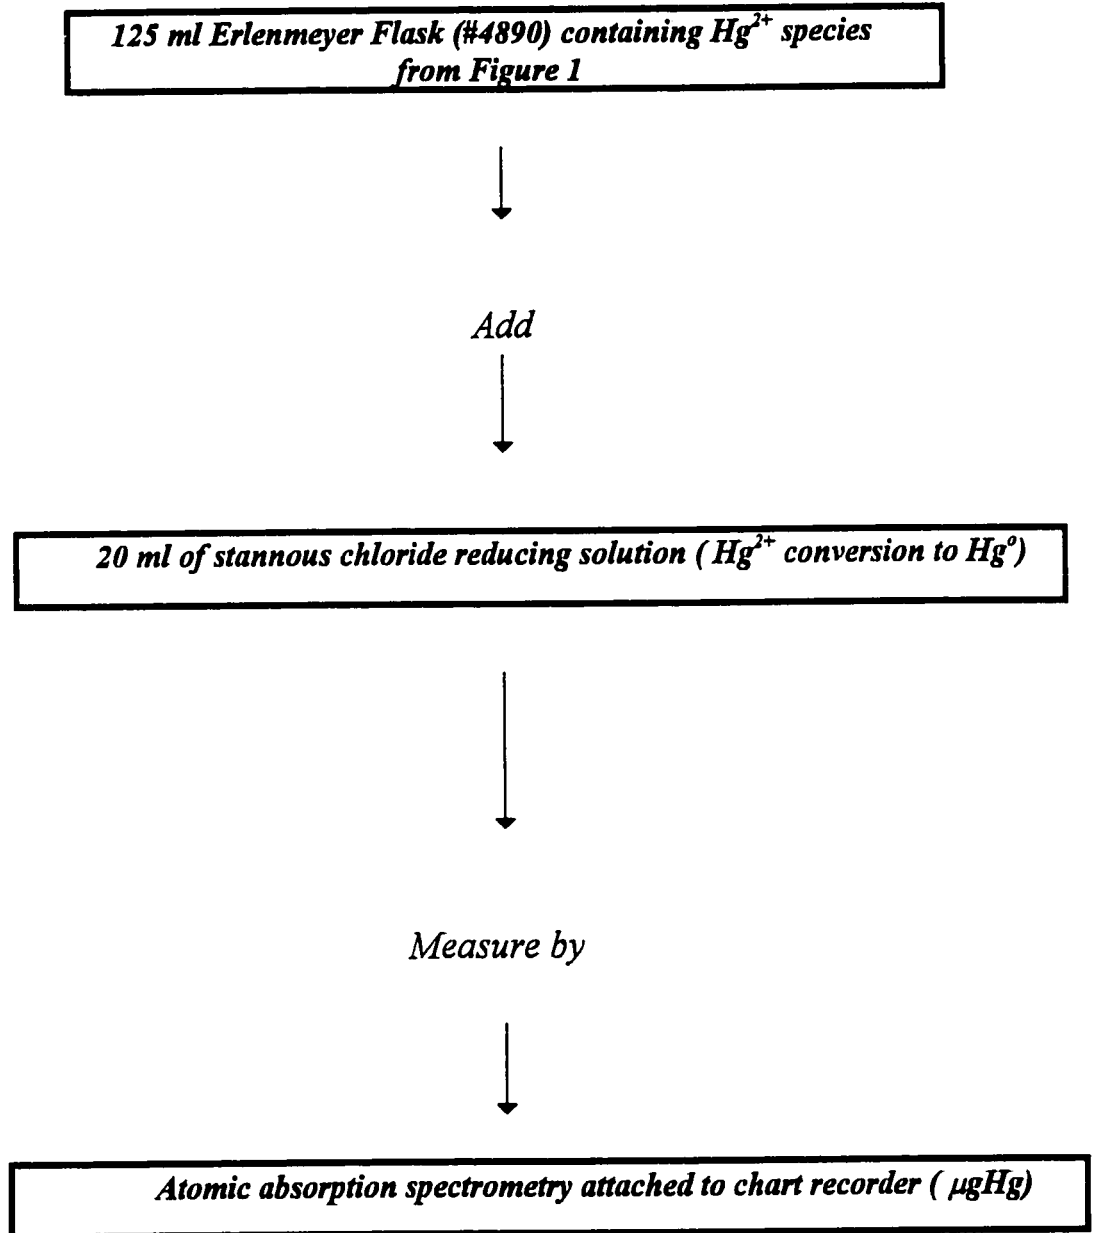 125 ml Erlenmeyer Flask (#4890) containing Hg²⁺ species
from Figure 1
Add
20 ml of stannous chloride reducing solution ( Hg²⁺ conversion to Hgº)
Measure by
Atomic absorption spectrometry attached to chart recorder ( µgHg)